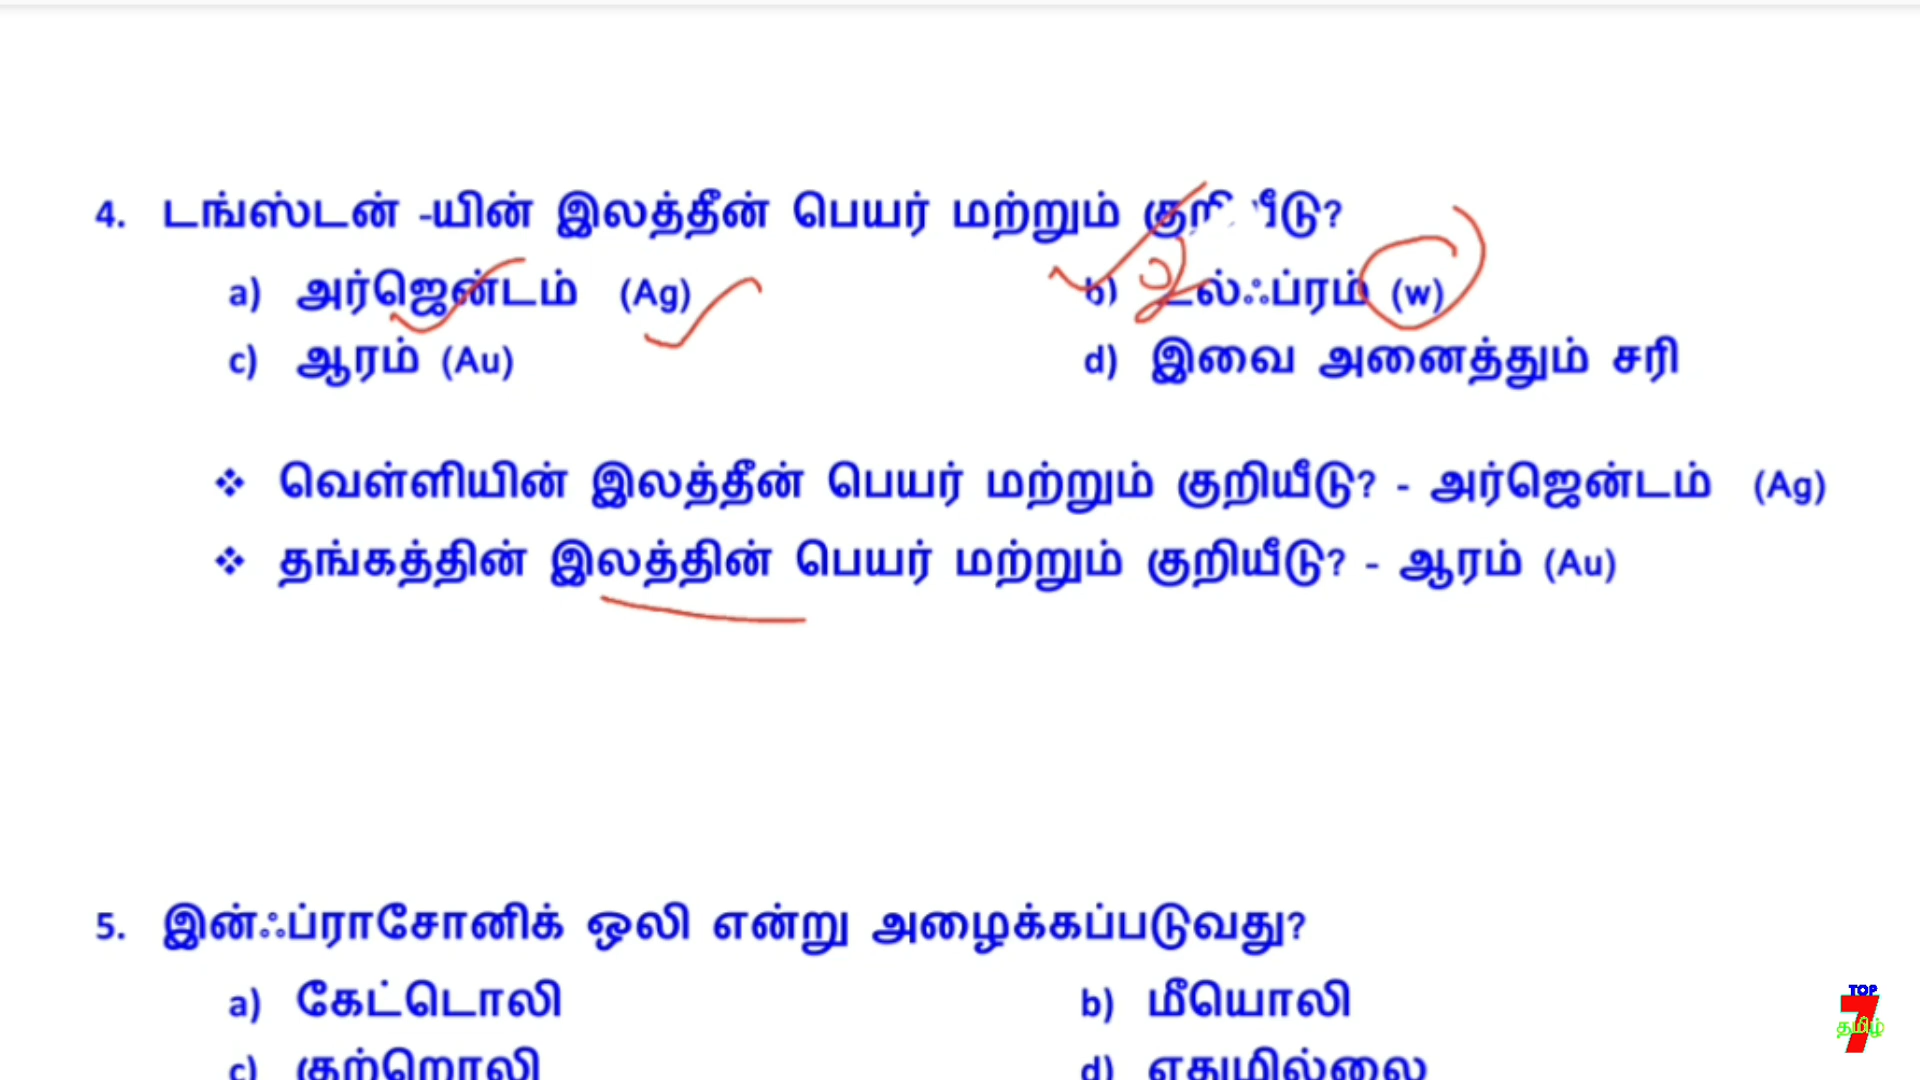 4. டங்ஸ்டன் -யின் இலத்தீன் பெயர் மற்றும் குறியீடு?
a) அர்ஜென்டம் (Ag) b) உல்ஃப்ரம் (w)
c) ஆரம் (Au) d) இவை அனைத்தும் சரி
❖ வெள்ளியின் இலத்தீன் பெயர் மற்றும் குறியீடு? - அர்ஜென்டம் (Ag)
❖ தங்கத்தின் இலத்தின் பெயர் மற்றும் குறியீடு? - ஆரம் (Au)
5. இன்ஃப்ராசோனிக் ஒலி என்று அழைக்கப்படுவது?
a) கேட்டொலி b) மீயொலி
c) குற்றொலி d) ஏதுமில்லை
TOP
7
தமிழ்